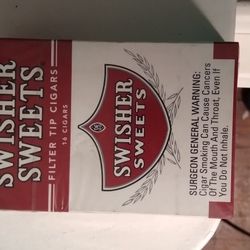 SWISHER
SWEETS
FILTER TIP CIGARS
16 CIGARS
SWISHER
SWEETS
SURGEON GENERAL WARNING:
Cigar Smoking Can Cause Cancers
Of The Mouth And Throat, Even If
You Do Not Inhale.